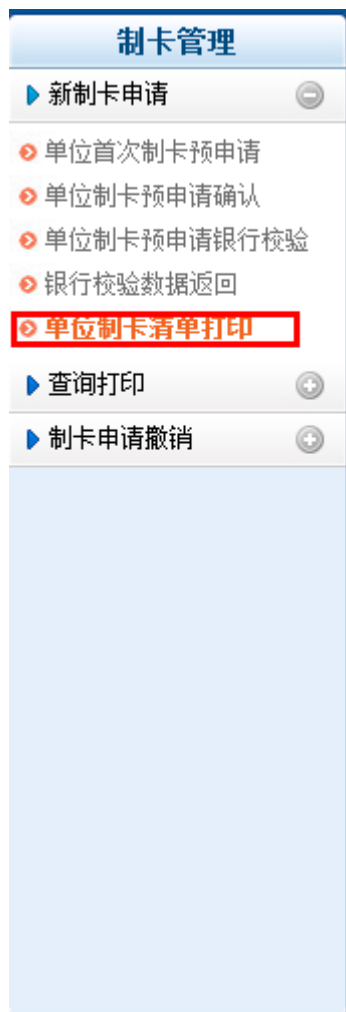 制卡管理
新制卡申请
单位首次制卡预申请
单位制卡预申请确认
单位制卡预申请银行校验
银行校验数据返回
单位制卡清单打印
查询打印
制卡申请撤销